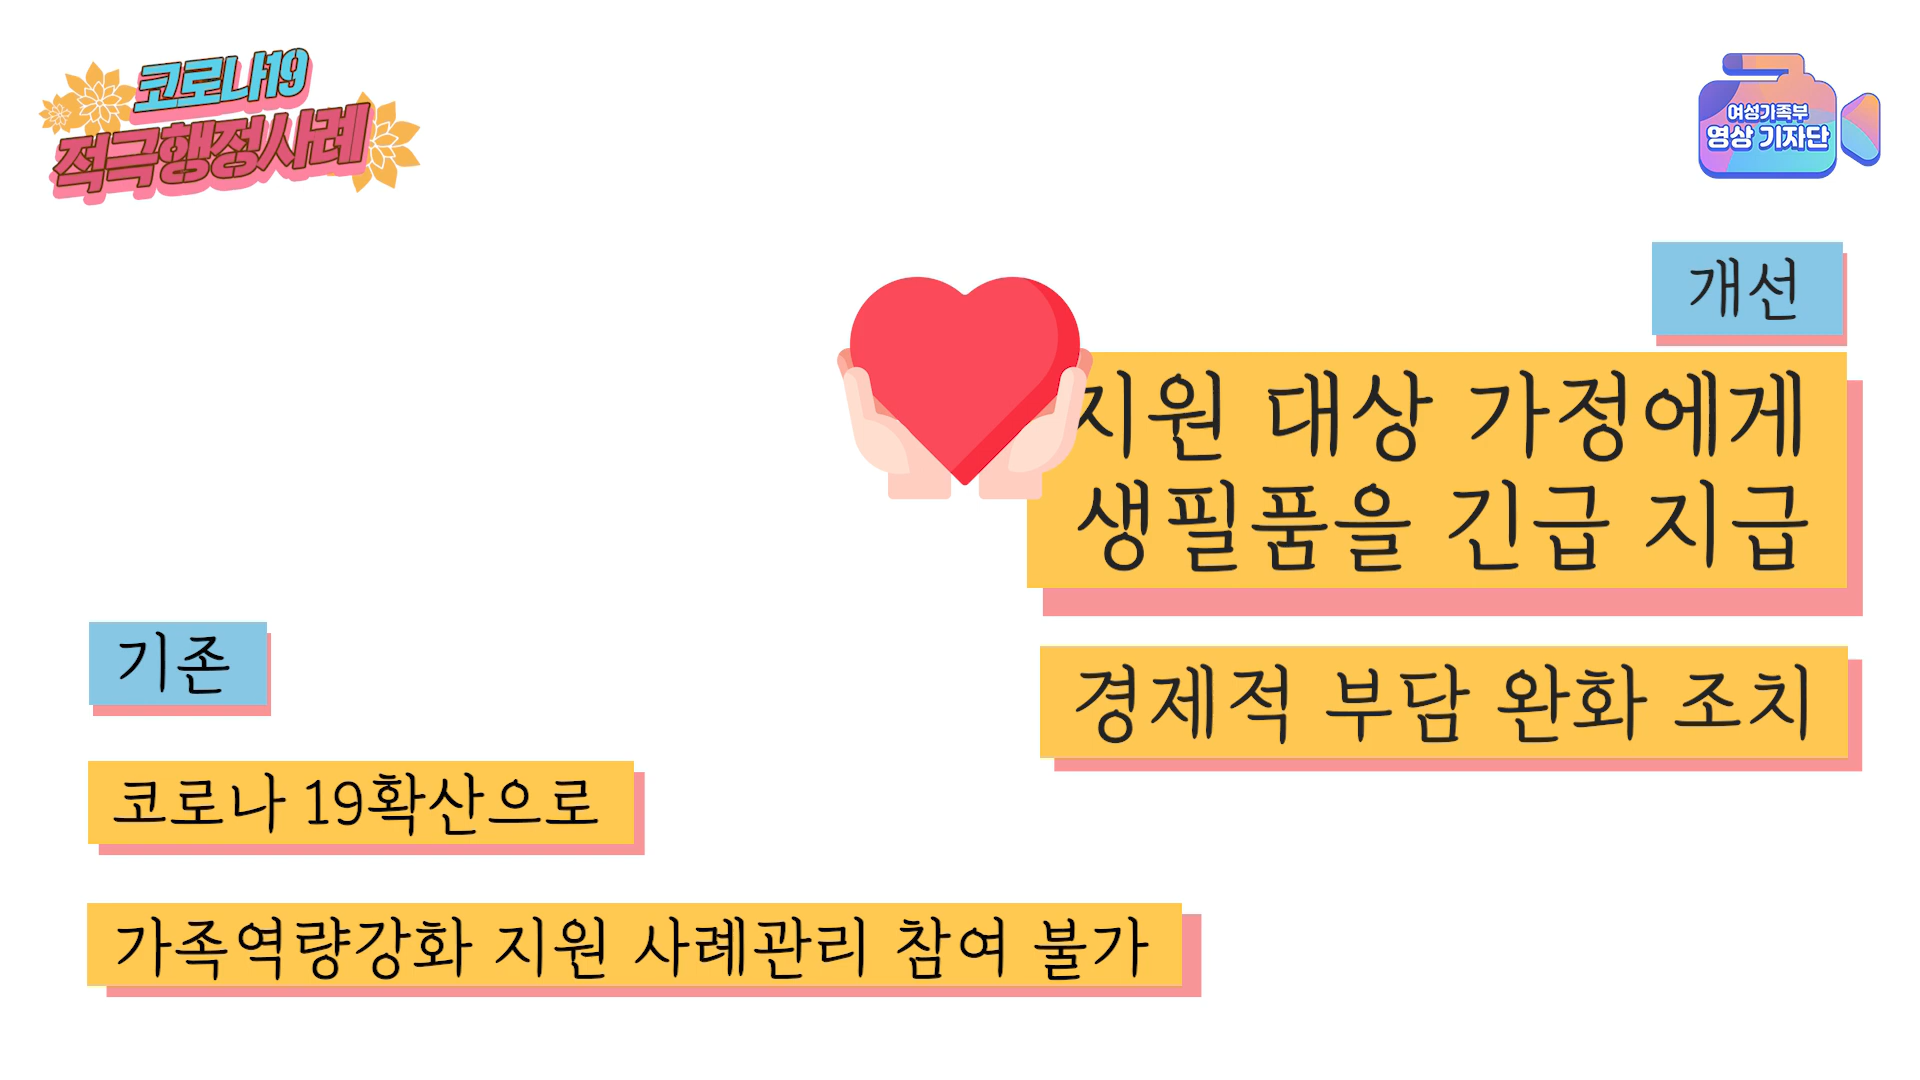 코로나19
적극행정사례
여성가족부
영상 기자단
개선
지원 대상 가정에게
생필품을 긴급 지급
경제적 부담 완화 조치
기존
코로나 19확산으로
가족역량강화 지원 사례관리 참여 불가